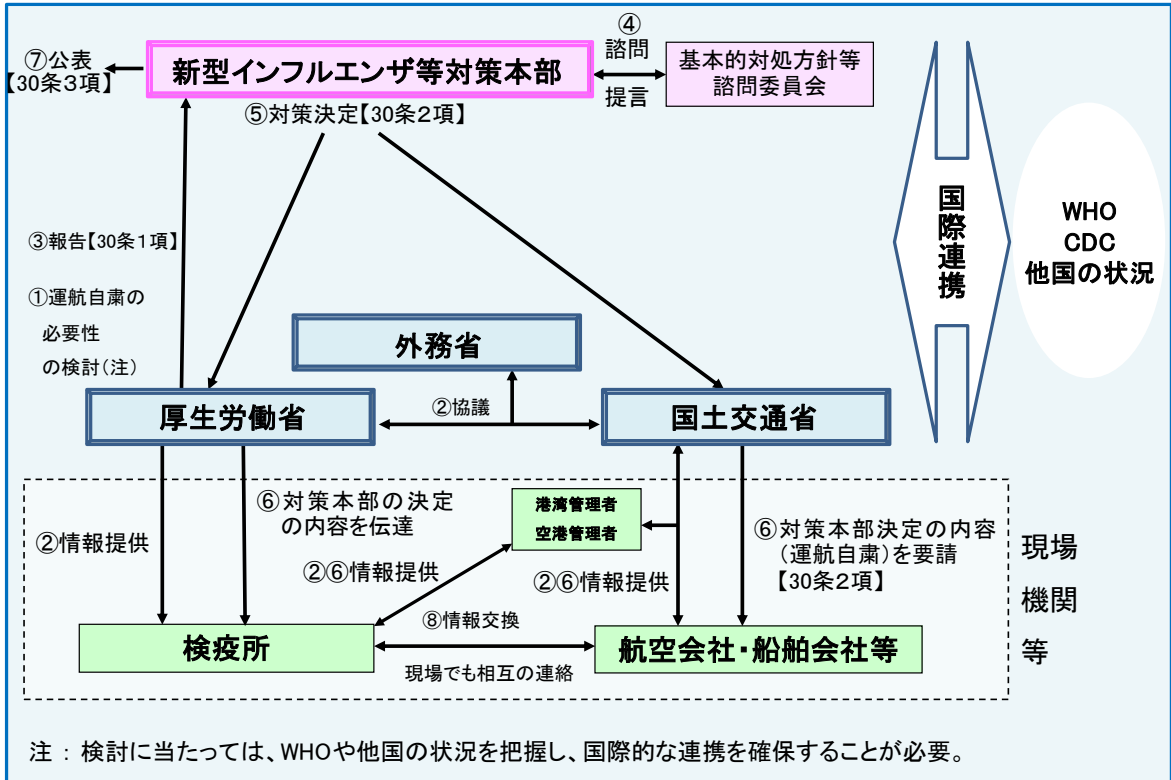 ⑦公表
【30条3項】
新型インフルエンザ等対策本部
④
諮問
提言
基本的対処方針等
諮問委員会
⑤対策決定【30条2項】
国際連携
WHO
CDC
他国の状況
③報告【30条1項】
①運航自粛の
必要性
の検討(注)
外務省
厚生労働省
②協議
国土交通省
②情報提供
⑥対策本部の決定
の内容を伝達
港湾管理者
空港管理者
②⑥情報提供
②⑥情報提供
⑥対策本部決定の内容
(運航自粛)を要請
【30条2項】
現場
機関
等
検疫所
⑧情報交換
現場でも相互の連絡
航空会社・船舶会社等
注 : 検討に当たっては、WHOや他国の状況を把握し、国際的な連携を確保することが必要。